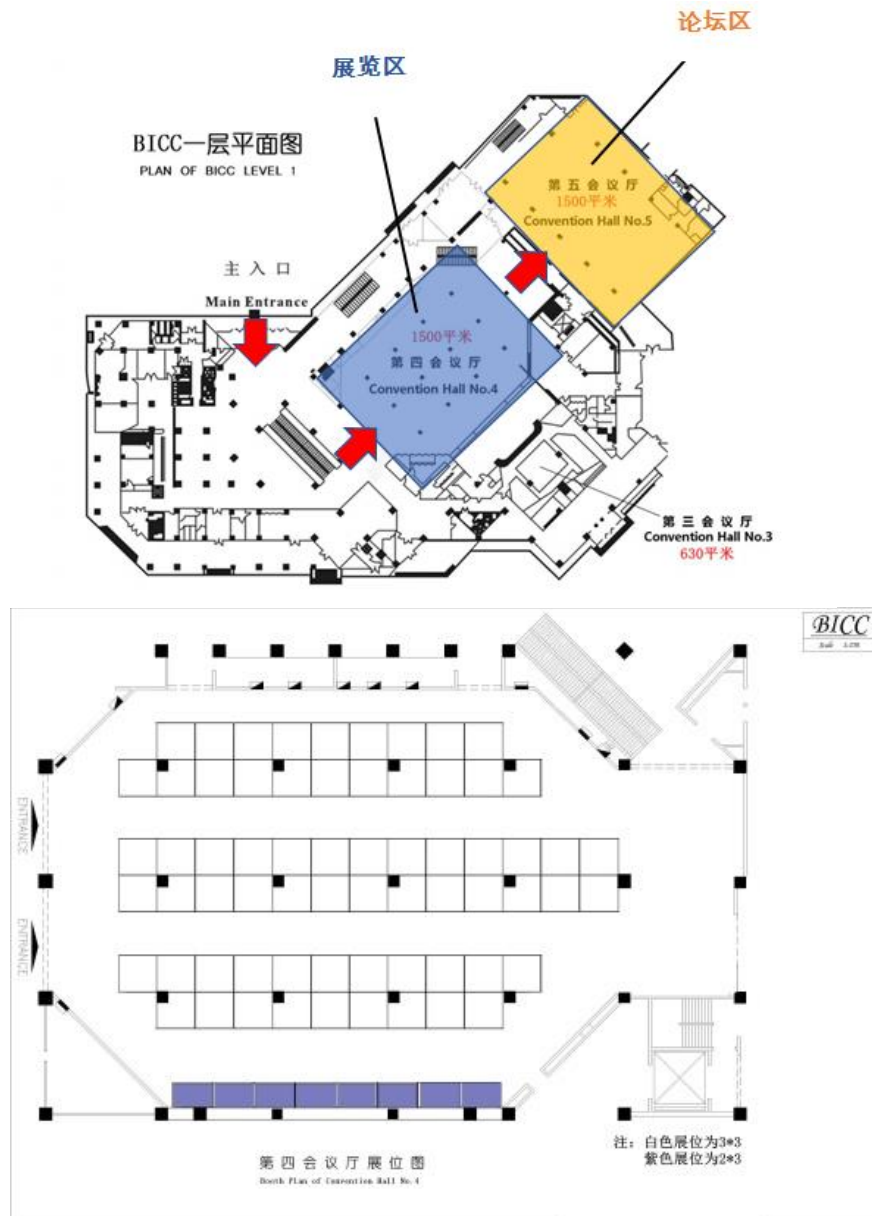 论坛区
展览区
BICC一层平面图
PLAN OF BICC LEVEL 1
第五会议厅
1500平米
Convention Hall No.5
主入口
Main Entrance
1500平米
第四会议厅
Convention Hall No.4
第三会议厅
Convention Hall No.3
630平米
BICC
Scale
ENTRANCE
ENTRANCE
第四会议厅展位图
Booth Plan of Convention Hall No.4
注：白色展位为3*3
紫色展位为2*3